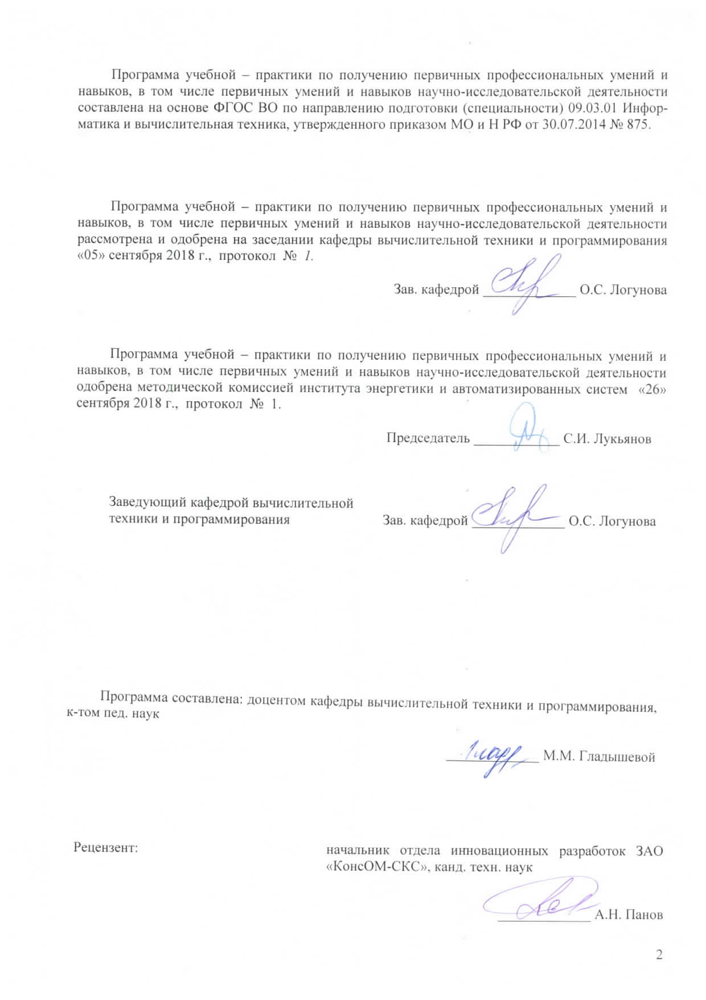 Программа учебной – практики по получению первичных профессиональных умений и
навыков, в том числе первичных умений и навыков научно-исследовательской деятельности
составлена на основе ФГОС ВО по направлению подготовки (специальности) 09.03.01 Инфор-
матика и вычислительная техника, утвержденного приказом МО и Н РФ от 30.07.2014 № 875.
Программа учебной – практики по получению первичных профессиональных умений и
навыков, в том числе первичных умений и навыков научно-исследовательской деятельности
рассмотрена и одобрена на заседании кафедры вычислительной техники и программирования
«05» сентября 2018 г., протокол № 1.
Зав. кафедрой ______________ О.С. Логунова
Программа учебной – практики по получению первичных профессиональных умений и
навыков, в том числе первичных умений и навыков научно-исследовательской деятельности
одобрена методической комиссией института энергетики и автоматизированных систем «26»
сентября 2018 г., протокол № 1.
Председатель _____________ С.И. Лукьянов
Заведующий кафедрой вычислительной
техники и программирования
Зав. кафедрой ______________ О.С. Логунова
Программа составлена: доцентом кафедры вычислительной техники и программирования,
к-том пед. наук
______________ М.М. Гладышевой
Рецензент:
начальник отдела инновационных разработок ЗАО
«КонсОМ-СКС», канд. техн. наук
______________ А.Н. Панов
2